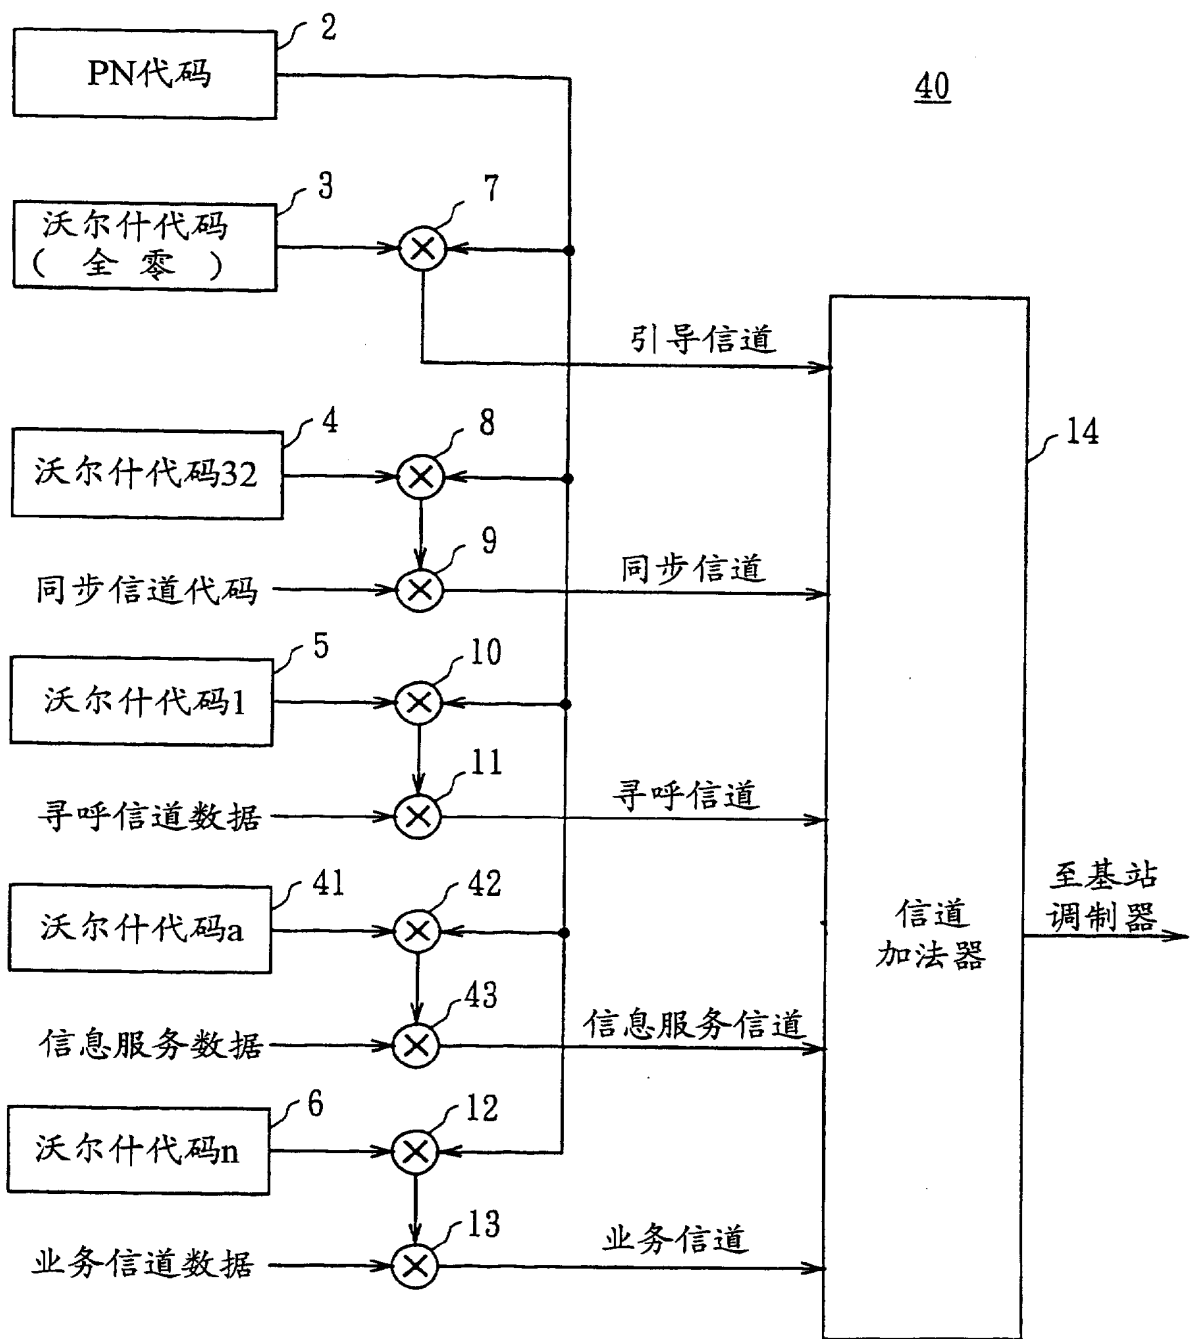 2
PN代码
40
3
沃尔什代码
（全零）
7
引导信道
4
沃尔什代码32
8
14
9
同步信道代码
同步信道
5
沃尔什代码1
10
11
寻呼信道数据
寻呼信道
41
沃尔什代码a
42
信道
加法器
至基站
调制器
43
信息服务数据
信息服务信道
6
沃尔什代码n
12
13
业务信道数据
业务信道